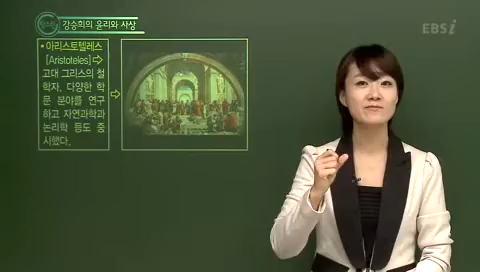 강승희의 윤리와 사상
EBSi
• 아리스토텔레스
[Aristoteles] ⇨
고대 그리스의 철
학자, 다양한 학
문 분야를 연구
하고 자연과학과
논리학 등도 중
시했다.